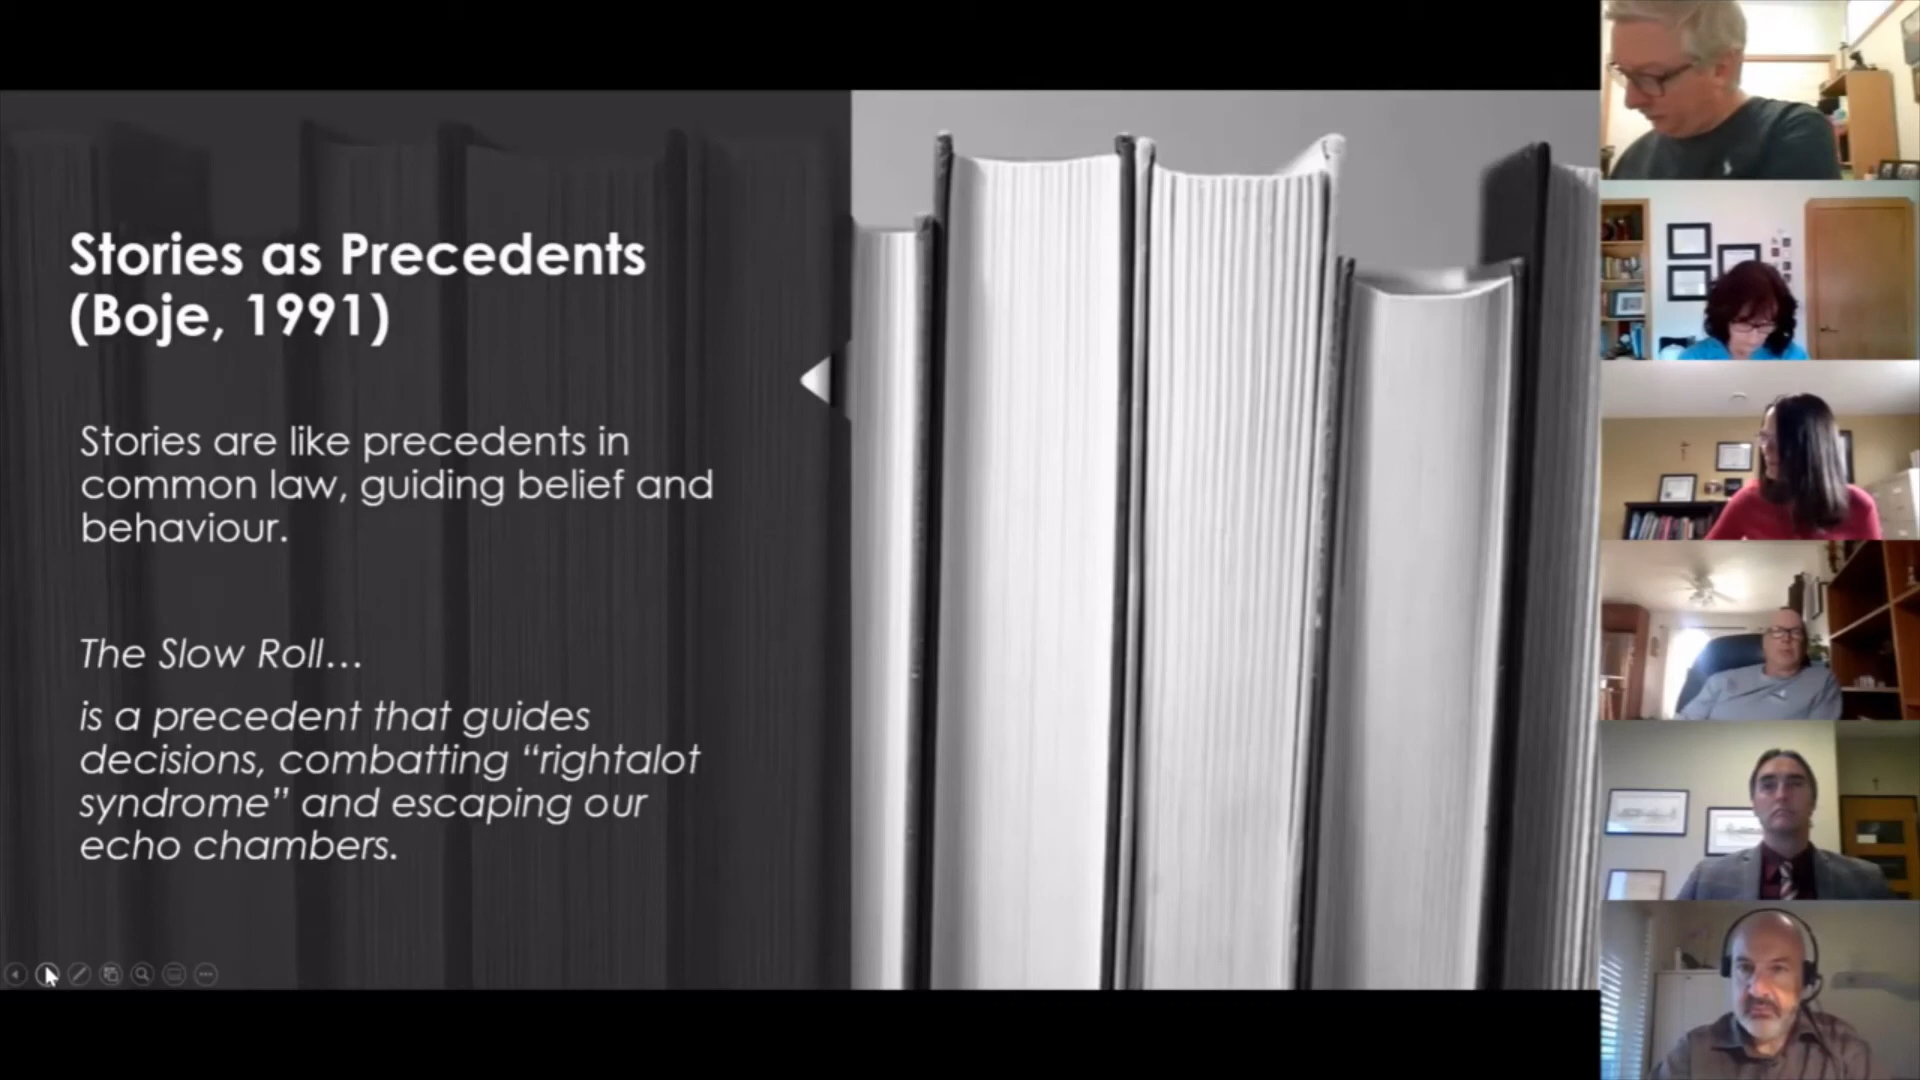 Stories as Precedents
(Boje, 1991)
Stories are like precedents in
common law, guiding belief and
behaviour.
The Slow Roll...
is a precedent that guides
decisions, combatting “rightalot
syndrome” and escaping our
echo chambers.